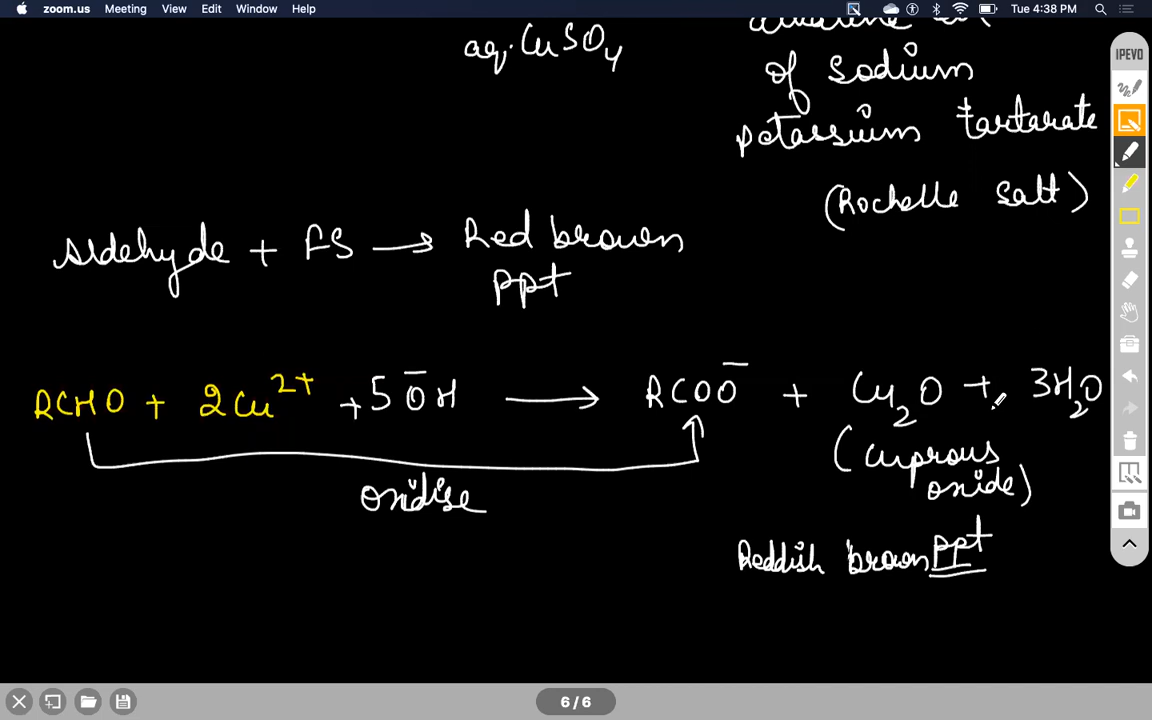 zoom.us Meeting View Edit Window Help Tue 4:38 PM
aq. CuSO4
of sodium
potassium tartarate
(Rochelle salt)
IPEVO
Aldehyde + FS → Red brown
ppt
RCHO + 2Cu²⁺ + 5ŌH → RCOO⁻ + Cu₂O + 3H₂O
(cuprous
oxide)
oxidise
Reddish brown ppt
6/6